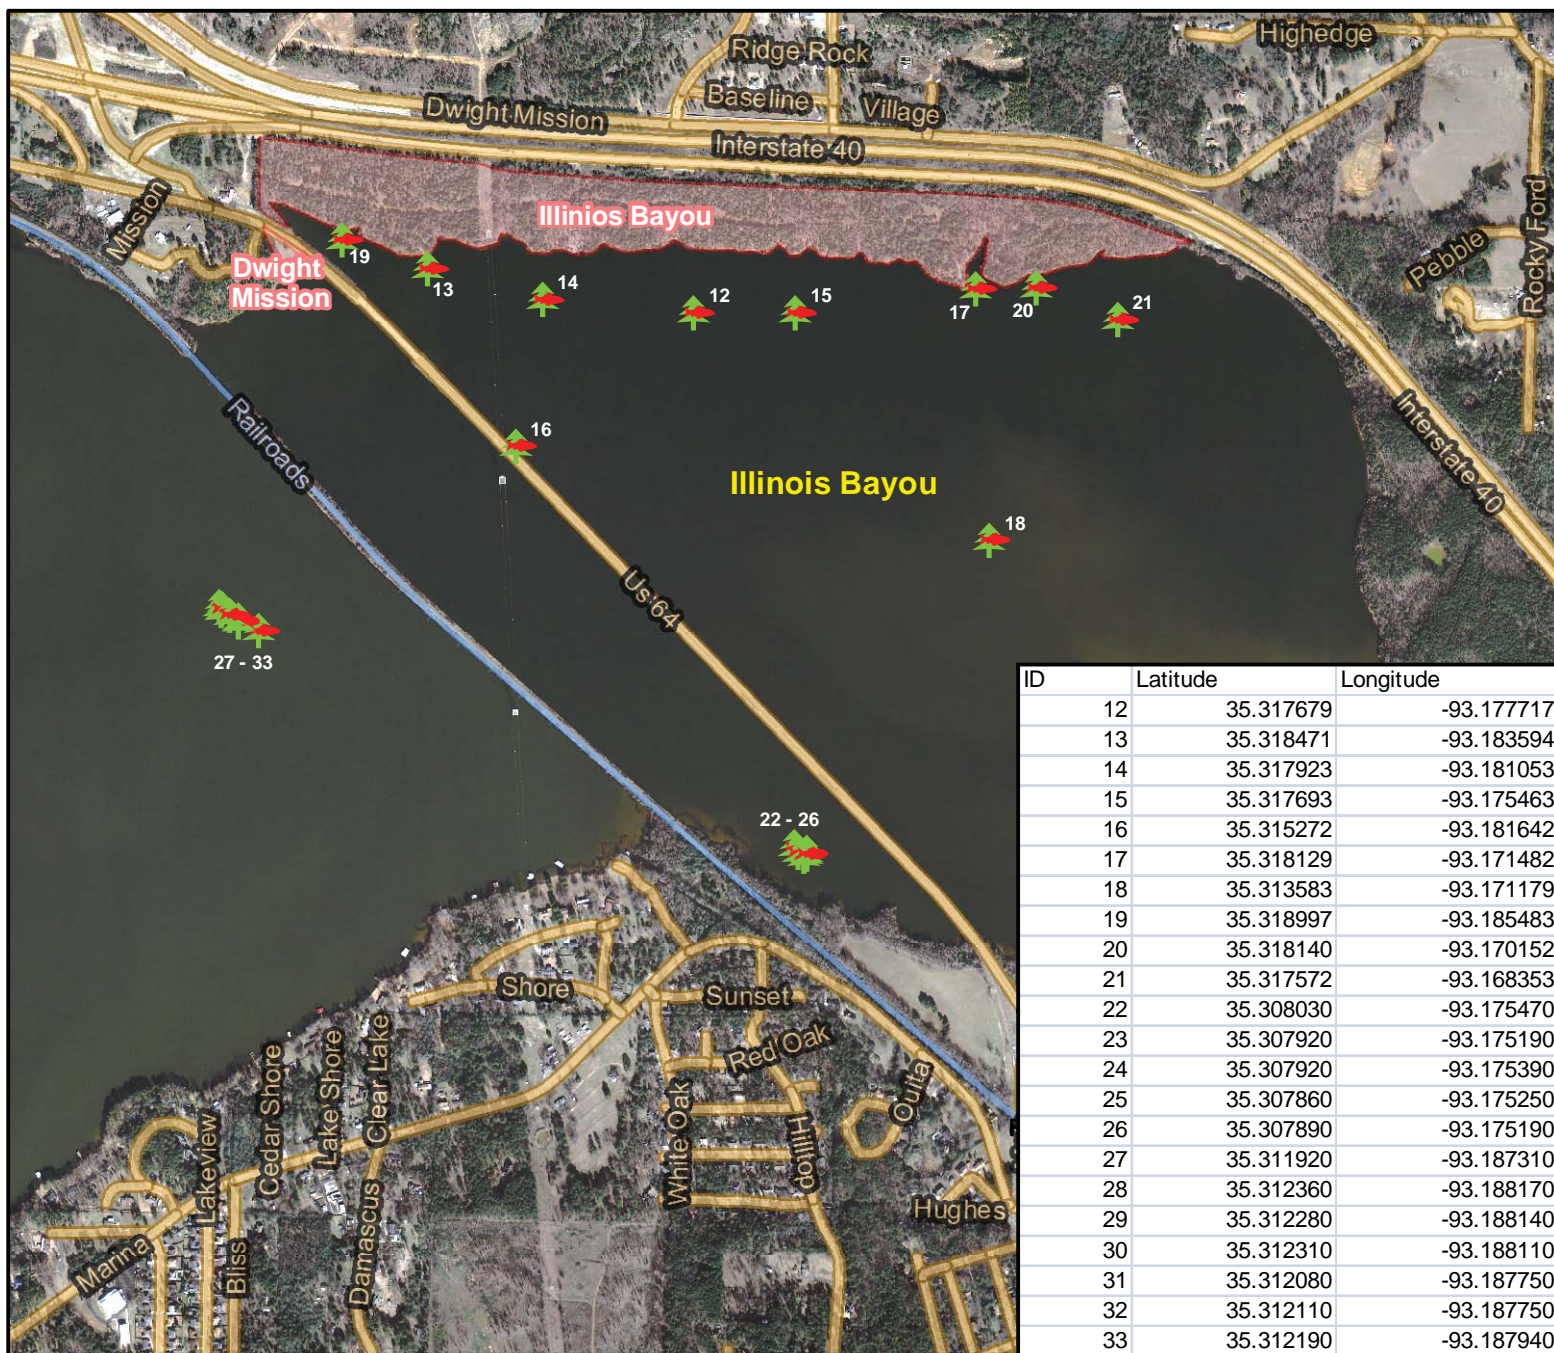 Highedge
Ridge Rock
Baseline
Village
Dwight Mission
Interstate 40
Mission
Illinios Bayou
Rocky Ford
Pebble
Dwight
Mission
19
13
14
12
15
17
20
21
Railroads
16
Illinois Bayou
Interstate 40
18
Us 64
27 - 33
22 - 26
Shore
Sunset
Red Oak
Cedar Shore
Lake Shore
Clear Lake
White Oak
Hilltop
Ouita
Lakeview
Hughes
Marina
Bliss
Damascus
ID Latitude Longitude
12 35.317679 -93.177717
13 35.318471 -93.183594
14 35.317923 -93.181053
15 35.317693 -93.175463
16 35.315272 -93.181642
17 35.318129 -93.171482
18 35.313583 -93.171179
19 35.318997 -93.185483
20 35.318140 -93.170152
21 35.317572 -93.168353
22 35.308030 -93.175470
23 35.307920 -93.175190
24 35.307920 -93.175390
25 35.307860 -93.175250
26 35.307890 -93.175190
27 35.311920 -93.187310
28 35.312360 -93.188170
29 35.312280 -93.188140
30 35.312310 -93.188110
31 35.312080 -93.187750
32 35.312110 -93.187750
33 35.312190 -93.187940